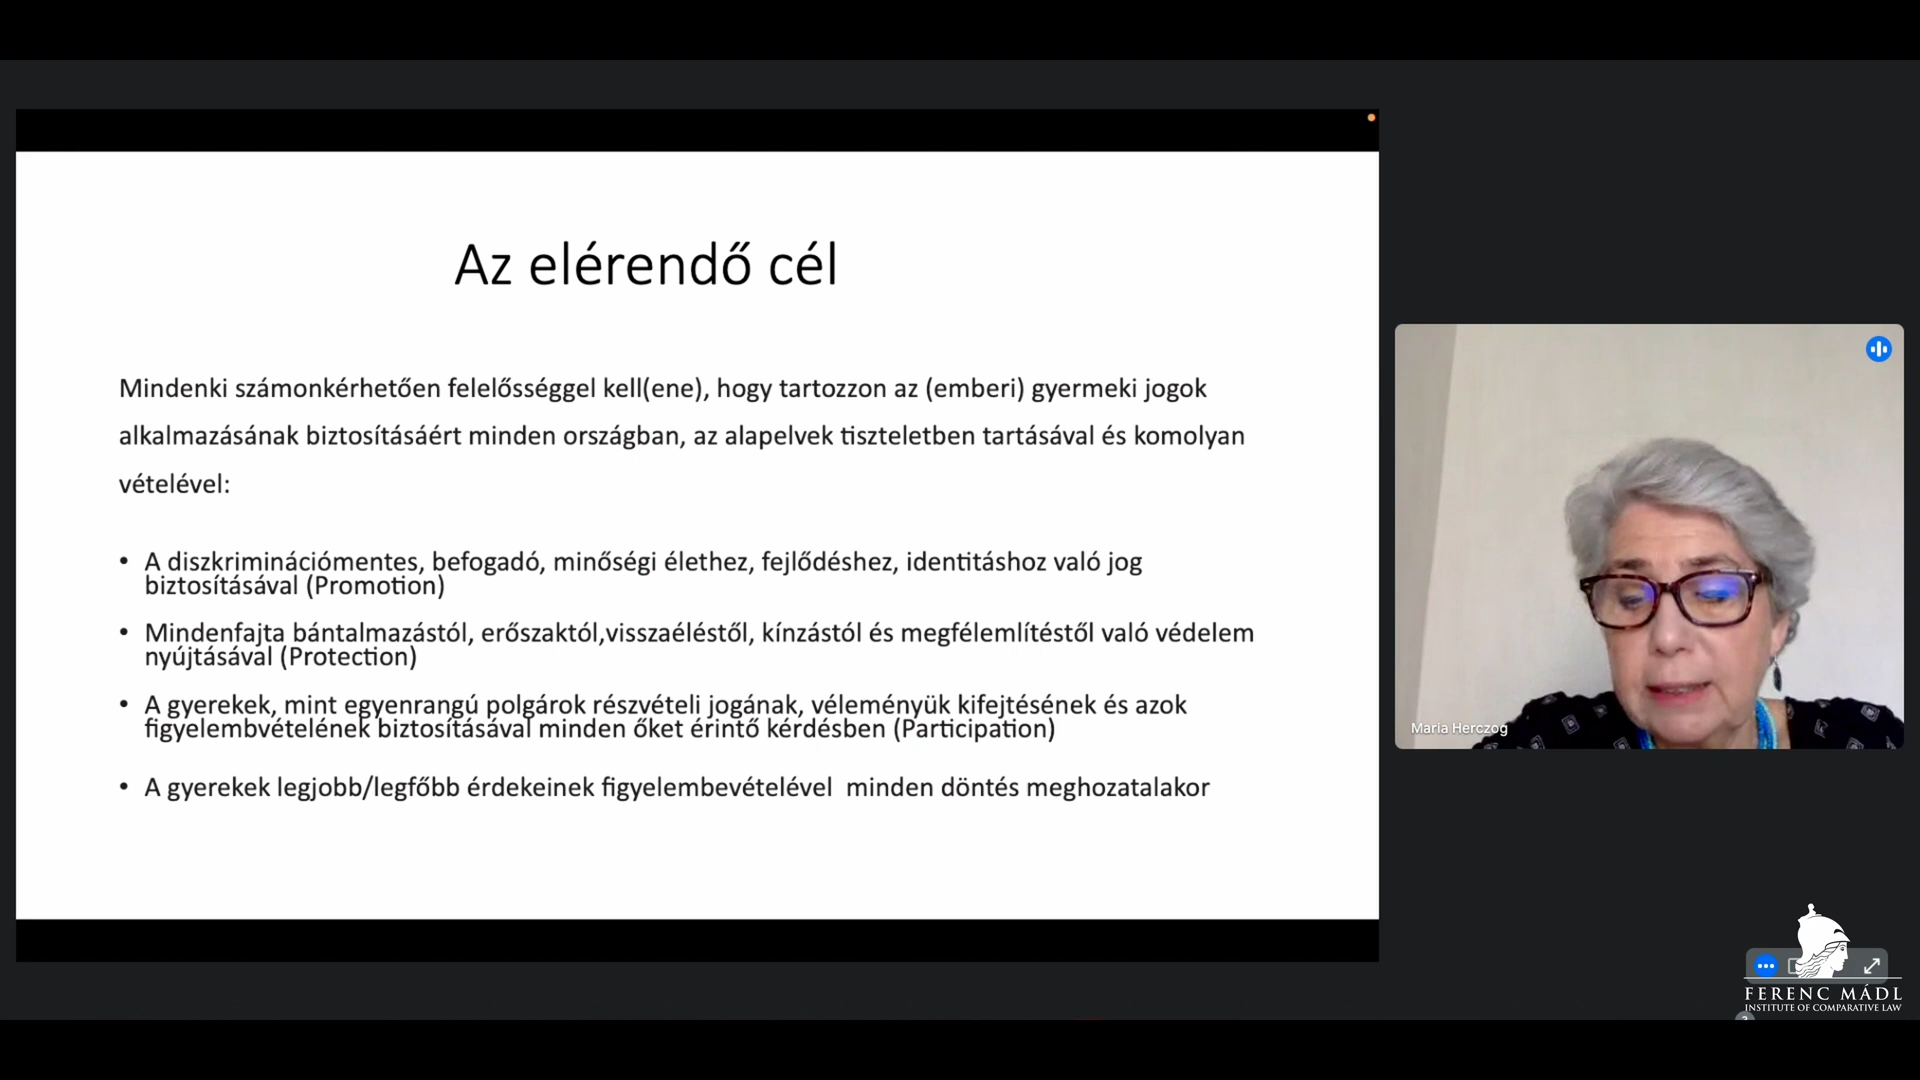 Az elérendő cél
Mindenki számonkérhetően felelősséggel kell(ene), hogy tartozzon az (emberi) gyermeki jogok
alkalmazásának biztosításáért minden országban, az alapelvek tiszteletben tartásával és komolyan
vételével:
• A diszkriminációmentes, befogadó, minőségi élethez, fejlődéshez, identitáshoz való jog
biztosításával (Promotion)
• Mindenfajta bántalmazástól, erőszaktól,visszaéléstől, kínzástól és megfélemlítéstől való védelem
nyújtásával (Protection)
• A gyerekek, mint egyenrangú polgárok részvételi jogának, véleményük kifejtésének és azok
figyelembvételének biztosításával minden őket érintő kérdésben (Participation)
• A gyerekek legjobb/legfőbb érdekeinek figyelembevételével minden döntés meghozatalakor
Maria Herczog
FERENC MÁDL
INSTITUTE OF COMPARATIVE LAW